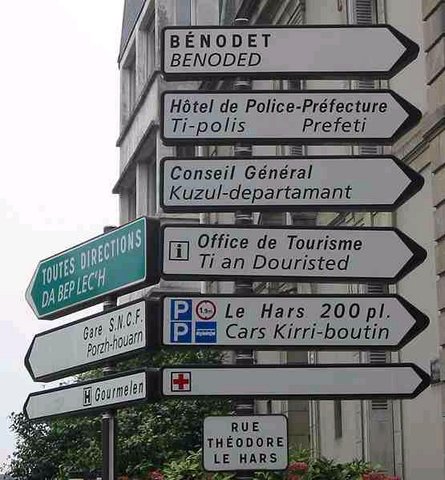 BÉNODET
BENODED
Hôtel de Police-Préfecture
Ti-polis Prefeti
Conseil Général
Kuzul-departamant
i Office de Tourisme
Ti an Douristed
TOUTES DIRECTIONS
DA BEP LEC'H
P Le Hars 200 pl.
P Cars Kirri-boutin
Gare S.N.C.F.
Porzh-houarn
H Gourmelen
RUE
THÉODORE
LE HARS